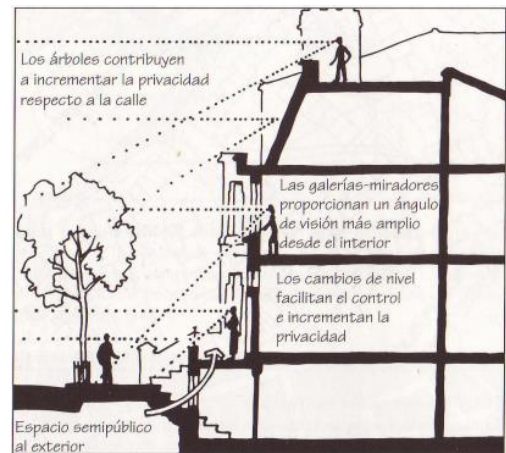 Los árboles contribuyen
a incrementar la privacidad
respecto a la calle
Las galerías-miradores
proporcionan un ángulo
de visión más amplio
desde el interior
Los cambios de nivel
facilitan el control
e incrementan la
privacidad
Espacio semipúblico
al exterior